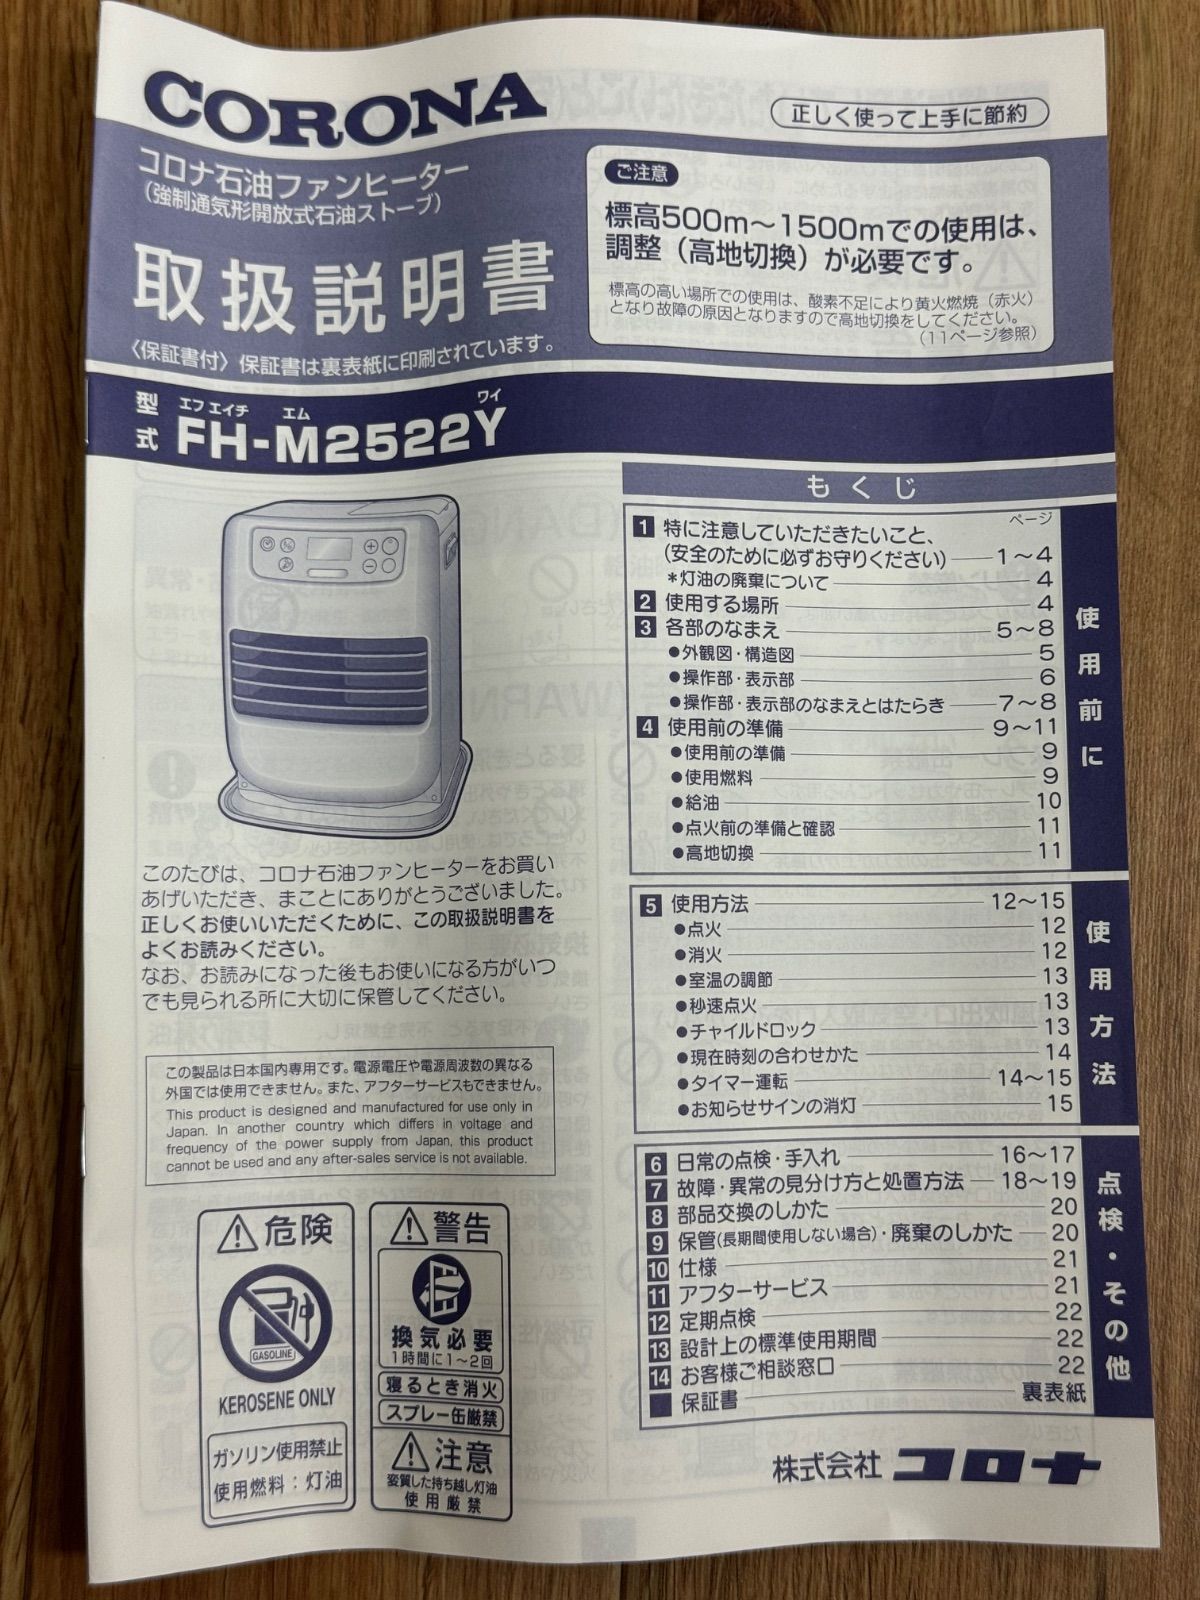 CORONA
正しく使って上手に節約
コロナ石油ファンヒーター
(強制通気形開放式石油ストーブ)
取扱説明書
〈保証書付〉保証書は裏表紙に印刷されています。
ご注意
標高500m〜1500mでの使用は、
調整(高地切換)が必要です。
標高の高い場所での使用は、酸素不足により黄火燃焼(赤火)
となり故障の原因となりますので高地切換をしてください。
(11ページ参照)
型式 FH-M2522Y
エフエイチ エム ワイ
このたびは、コロナ石油ファンヒーターをお買い
あげいただき、まことにありがとうございました。
正しくお使いいただくために、この取扱説明書を
よくお読みください。
なお、お読みになった後もお使いになる方がいつ
でも見られる所に大切に保管してください。
この製品は日本国内専用です。電源電圧や電源周波数の異なる
外国では使用できません。また、アフターサービスもできません。
This product is designed and manufactured for use only in
Japan. In another country which differs in voltage and
frequency of the power supply from Japan, this product
cannot be used and any after-sales service is not available.
危険
GASOLINE
KEROSENE ONLY
ガソリン使用禁止
使用燃料:灯油
警告
換気必要
1時間に1〜2回
寝るとき消火
スプレー缶厳禁
注意
変質した持ち越し灯油
使用厳禁
もくじ
ページ
1 特に注意していただきたいこと、
(安全のために必ずお守りください) 1〜4
*灯油の廃棄について 4
2 使用する場所 4
3 各部のなまえ 5〜8
●外観図・構造図 5
●操作部・表示部 6
●操作部・表示部のなまえとはたらき 7〜8
4 使用前の準備 9〜11
●使用前の準備 9
●使用燃料 9
●給油 10
●点火前の準備と確認 11
●高地切換 11
使用前に
5 使用方法 12〜15
●点火 12
●消火 12
●室温の調節 13
●秒速点火 13
●チャイルドロック 13
●現在時刻の合わせかた 14
●タイマー運転 14〜15
●お知らせサインの消灯 15
使用方法
6 日常の点検・手入れ 16〜17
7 故障・異常の見分け方と処置方法 18〜19
8 部品交換のしかた 20
9 保管(長期間使用しない場合)・廃棄のしかた 20
10 仕様 21
11 アフターサービス 21
12 定期点検 22
13 設計上の標準使用期間 22
14 お客様ご相談窓口 22
保証書 裏表紙
点検・その他
株式会社 コロナ